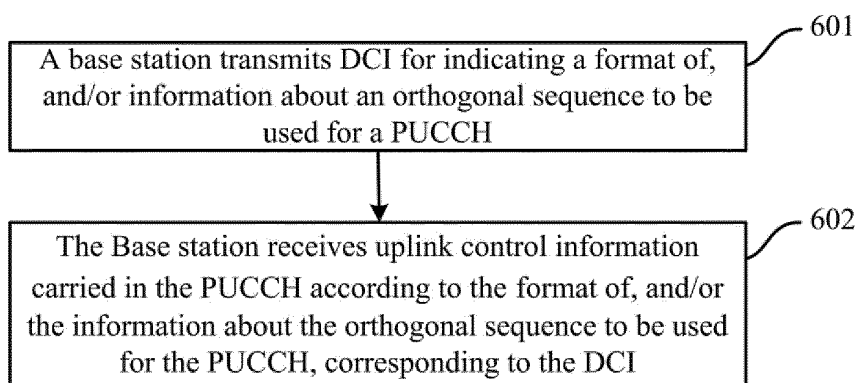 601
A base station transmits DCI for indicating a format of,
and/or information about an orthogonal sequence to be
used for a PUCCH
602
The Base station receives uplink control information
carried in the PUCCH according to the format of, and/or
the information about the orthogonal sequence to be used
for the PUCCH, corresponding to the DCI